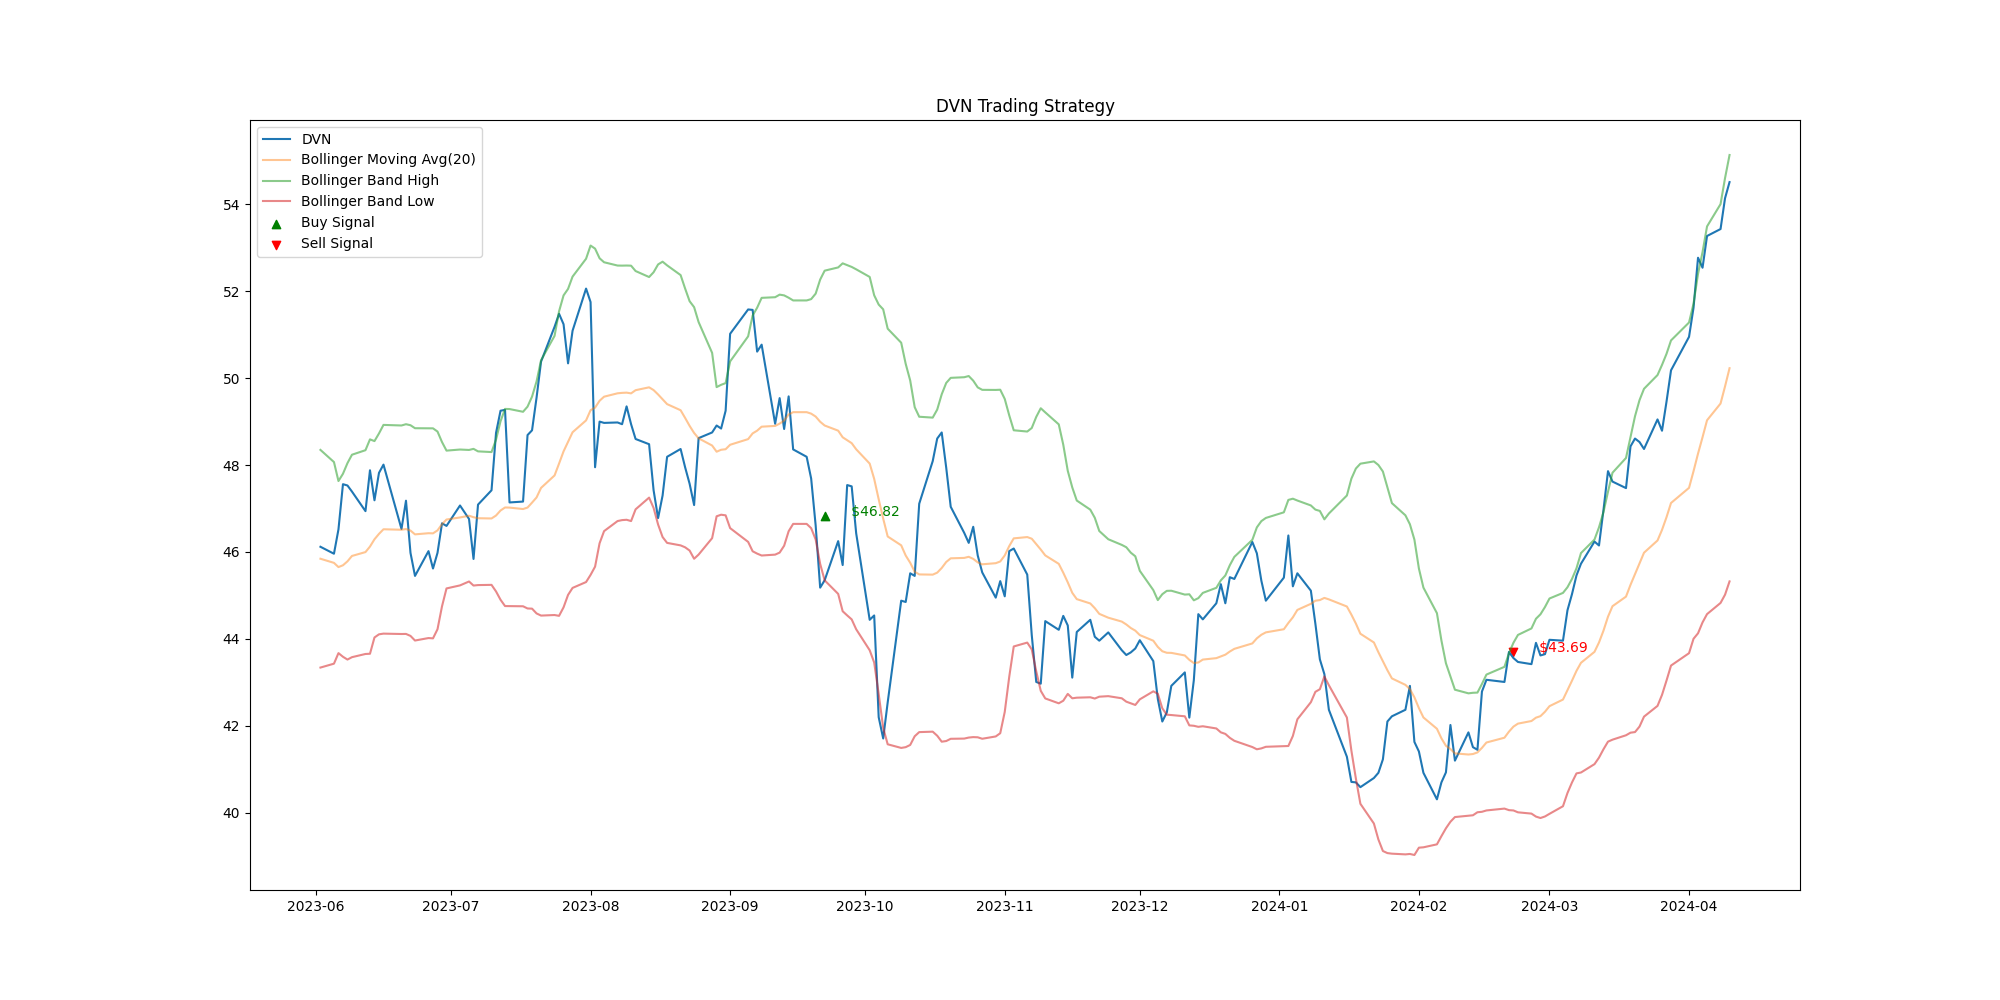 DVN Trading Strategy
DVN
Bollinger Moving Avg(20)
Bollinger Band High
Bollinger Band Low
Buy Signal
Sell Signal
54
52
50
48
46
44
42
40
$46.82
$43.69
2023-06 2023-07 2023-08 2023-09 2023-10 2023-11 2023-12 2024-01 2024-02 2024-03 2024-04